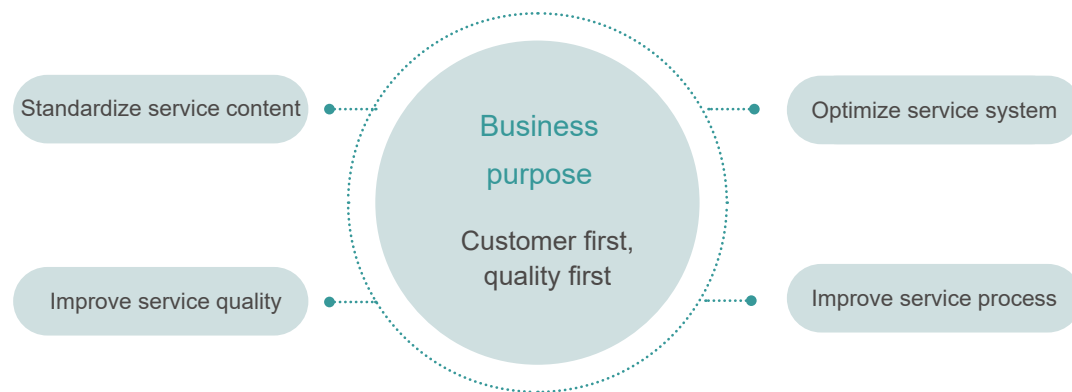 Standardize service content
Improve service quality
Business
purpose
Customer first,
quality first
Optimize service system
Improve service process